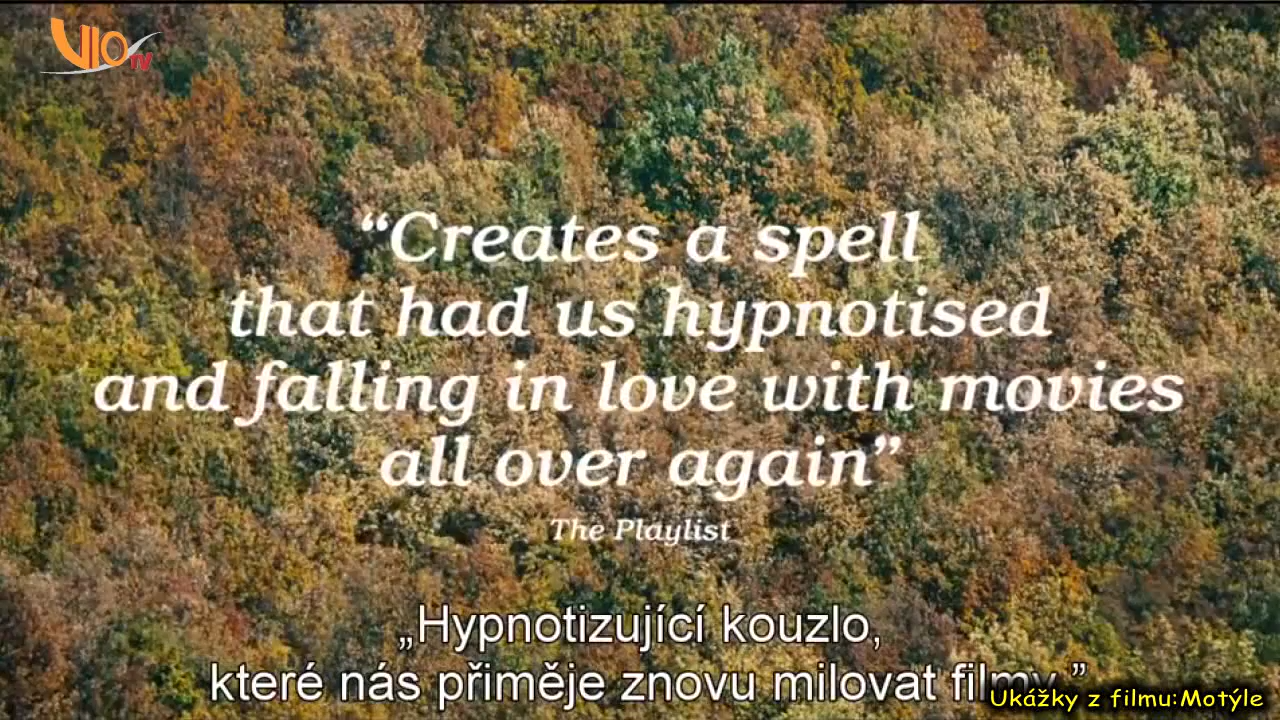 VIO TV
“Creates a spell
that had us hypnotised
and falling in love with movies
all over again”
The Playlist
„Hypnotizující kouzlo,
které nás přiměje znovu milovat filmy.”
Ukážky z filmu:Motýle